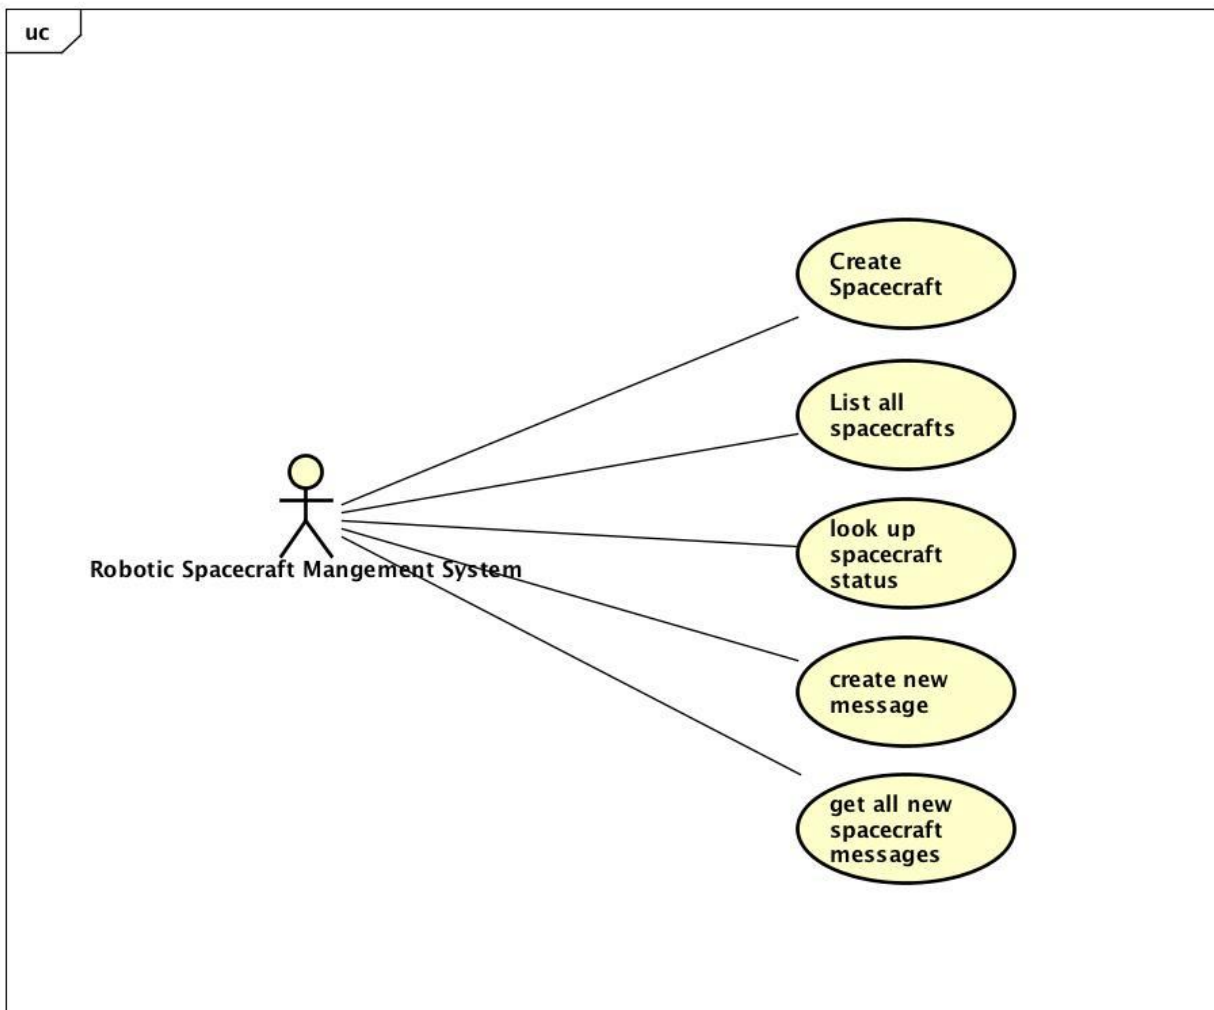 uc
Create
Spacecraft
List all
spacecrafts
look up
spacecraft
status
Robotic Spacecraft Mangement System
create new
message
get all new
spacecraft
messages